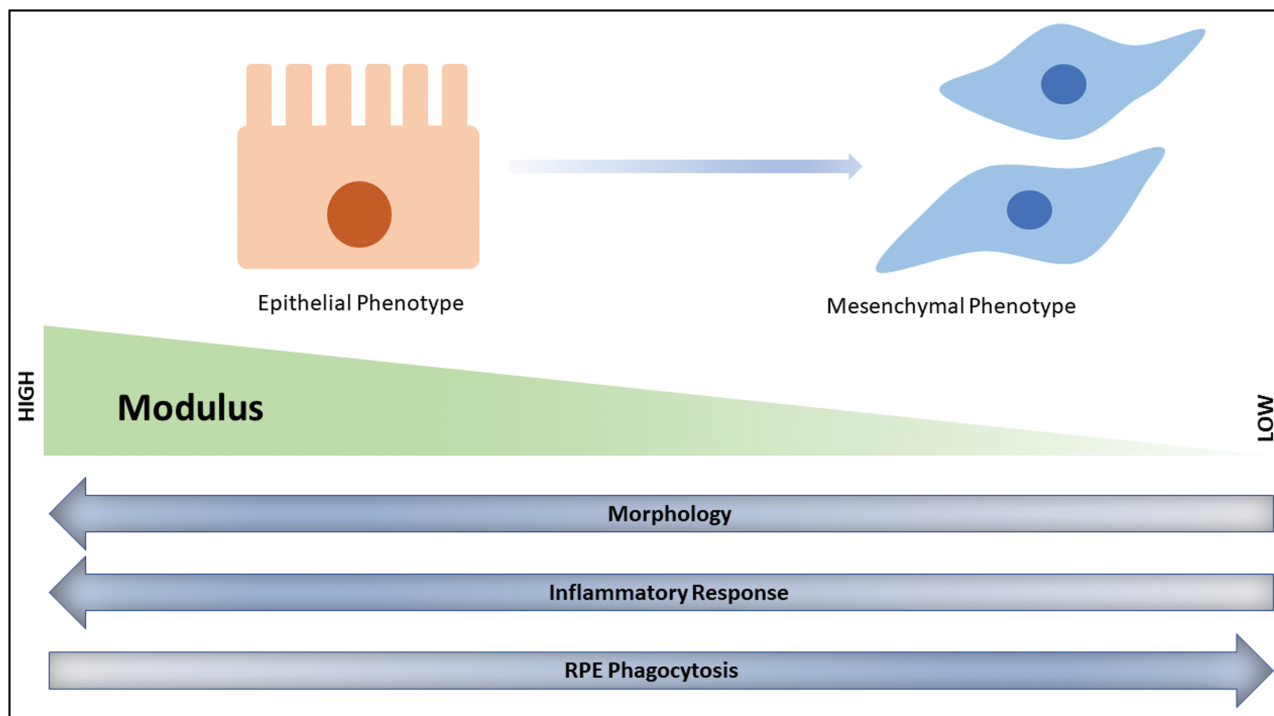 Epithelial Phenotype
Mesenchymal Phenotype
HIGH
Modulus
LOW
Morphology
Inflammatory Response
RPE Phagocytosis